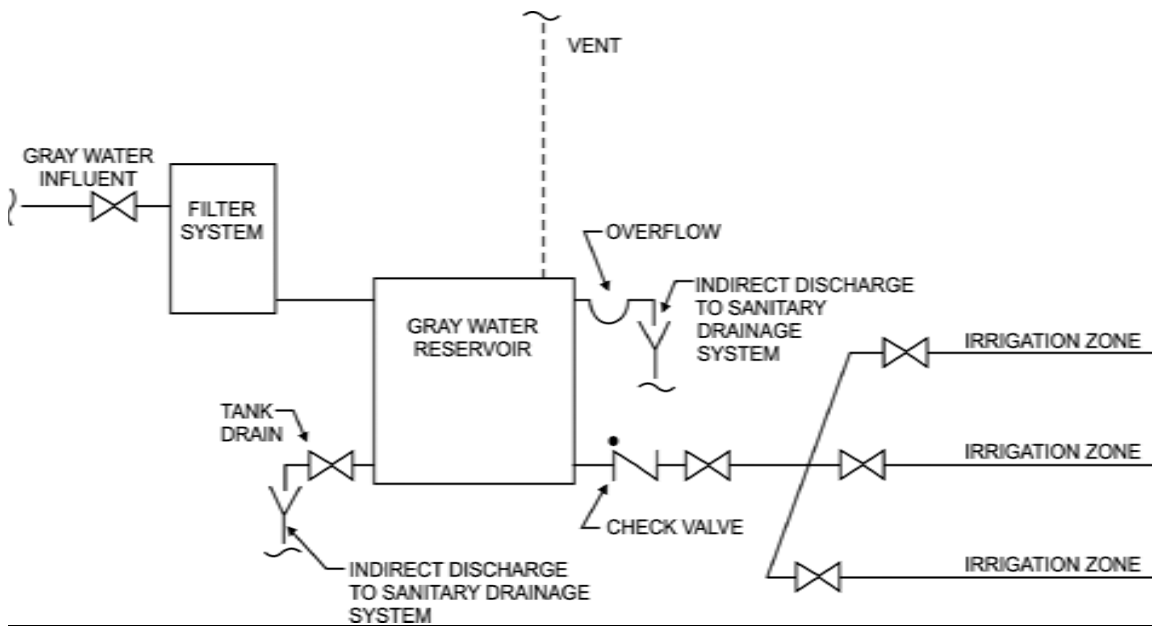 VENT
GRAY WATER
INFLUENT
FILTER
SYSTEM
OVERFLOW
INDIRECT DISCHARGE
TO SANITARY
DRAINAGE
SYSTEM
GRAY WATER
RESERVOIR
IRRIGATION ZONE
TANK
DRAIN
IRRIGATION ZONE
CHECK VALVE
IRRIGATION ZONE
INDIRECT DISCHARGE
TO SANITARY DRAINAGE
SYSTEM